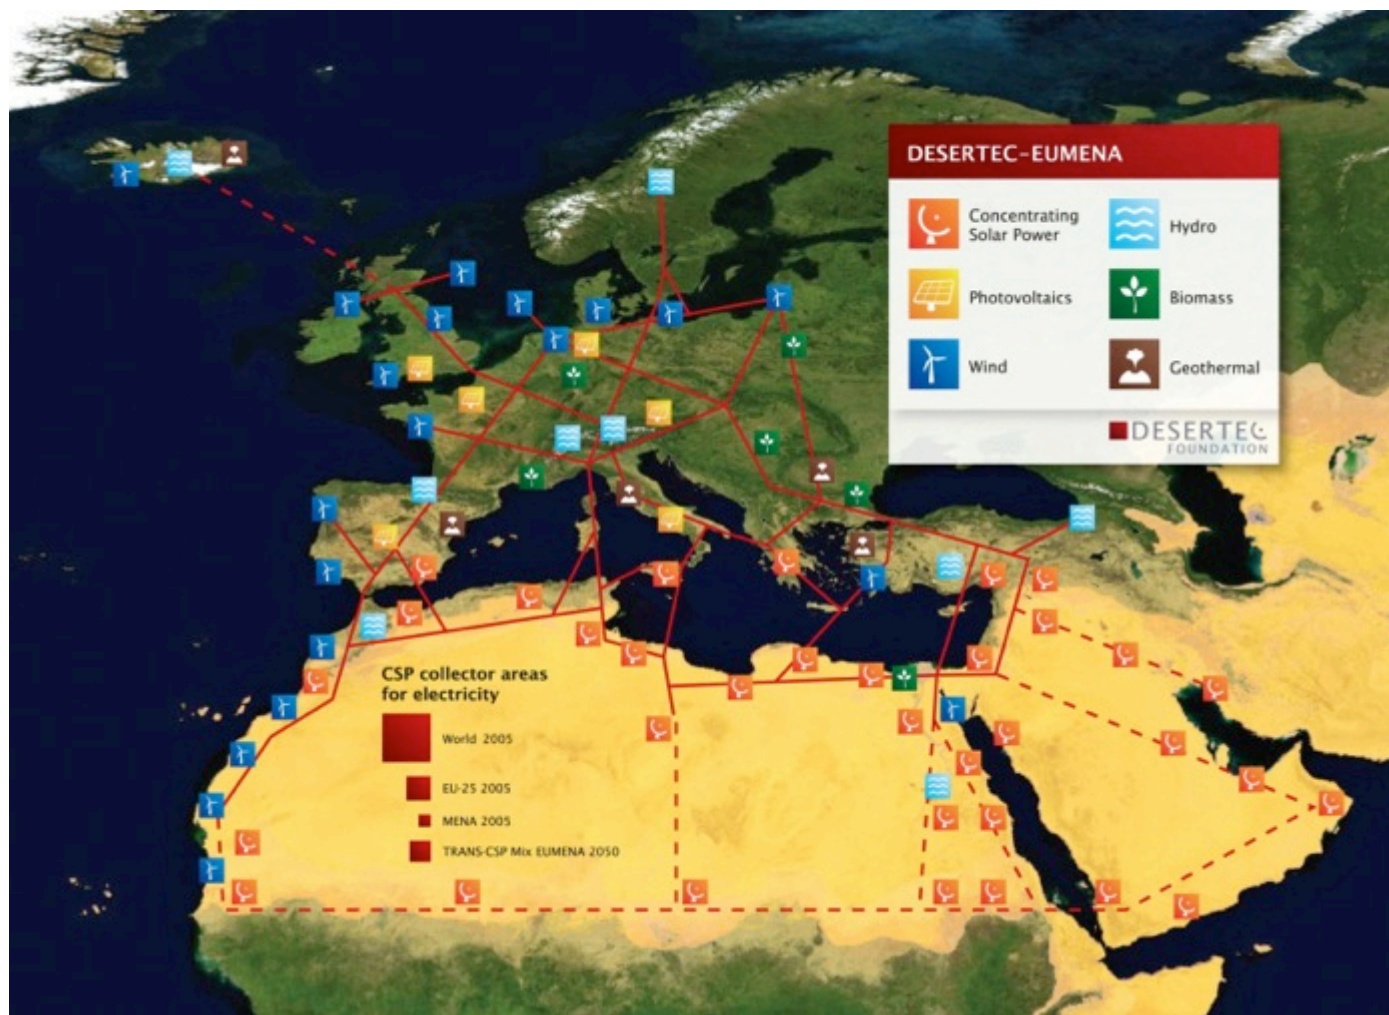 DESERTEC-EUMENA
Concentrating
Solar Power
Hydro
Photovoltaics
Biomass
Wind
Geothermal
DESERTEC
FOUNDATION
CSP collector areas
for electricity
World 2005
EU-25 2005
MENA 2005
TRANS-CSP Mix EUMENA 2050